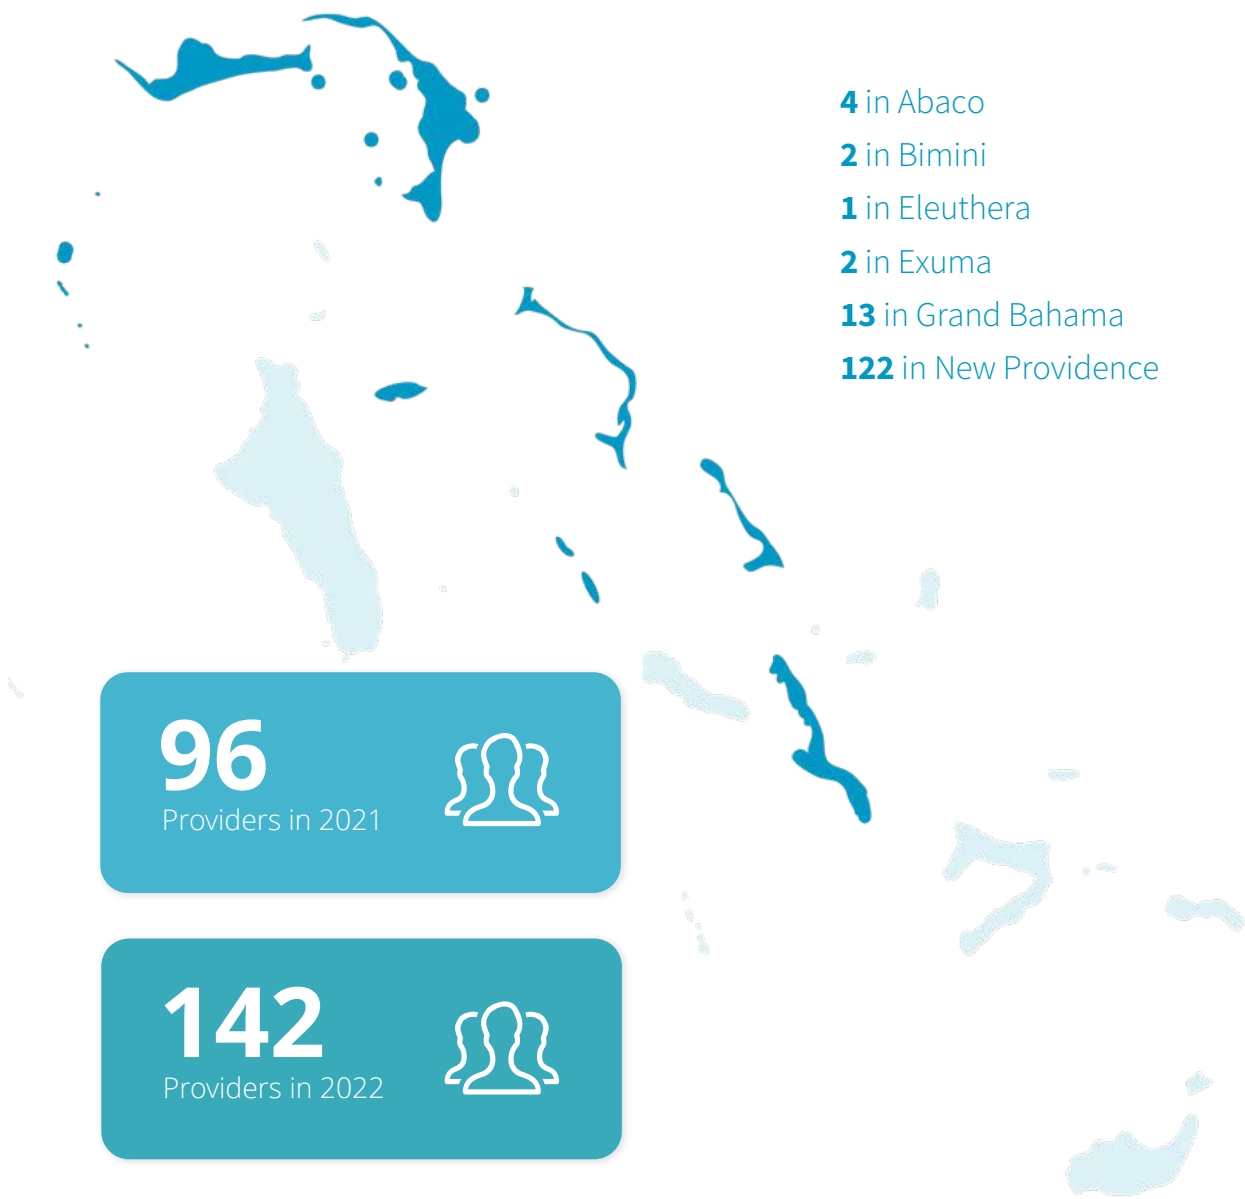 4 in Abaco
2 in Bimini
1 in Eleuthera
2 in Exuma
13 in Grand Bahama
122 in New Providence
96
Providers in 2021
142
Providers in 2022